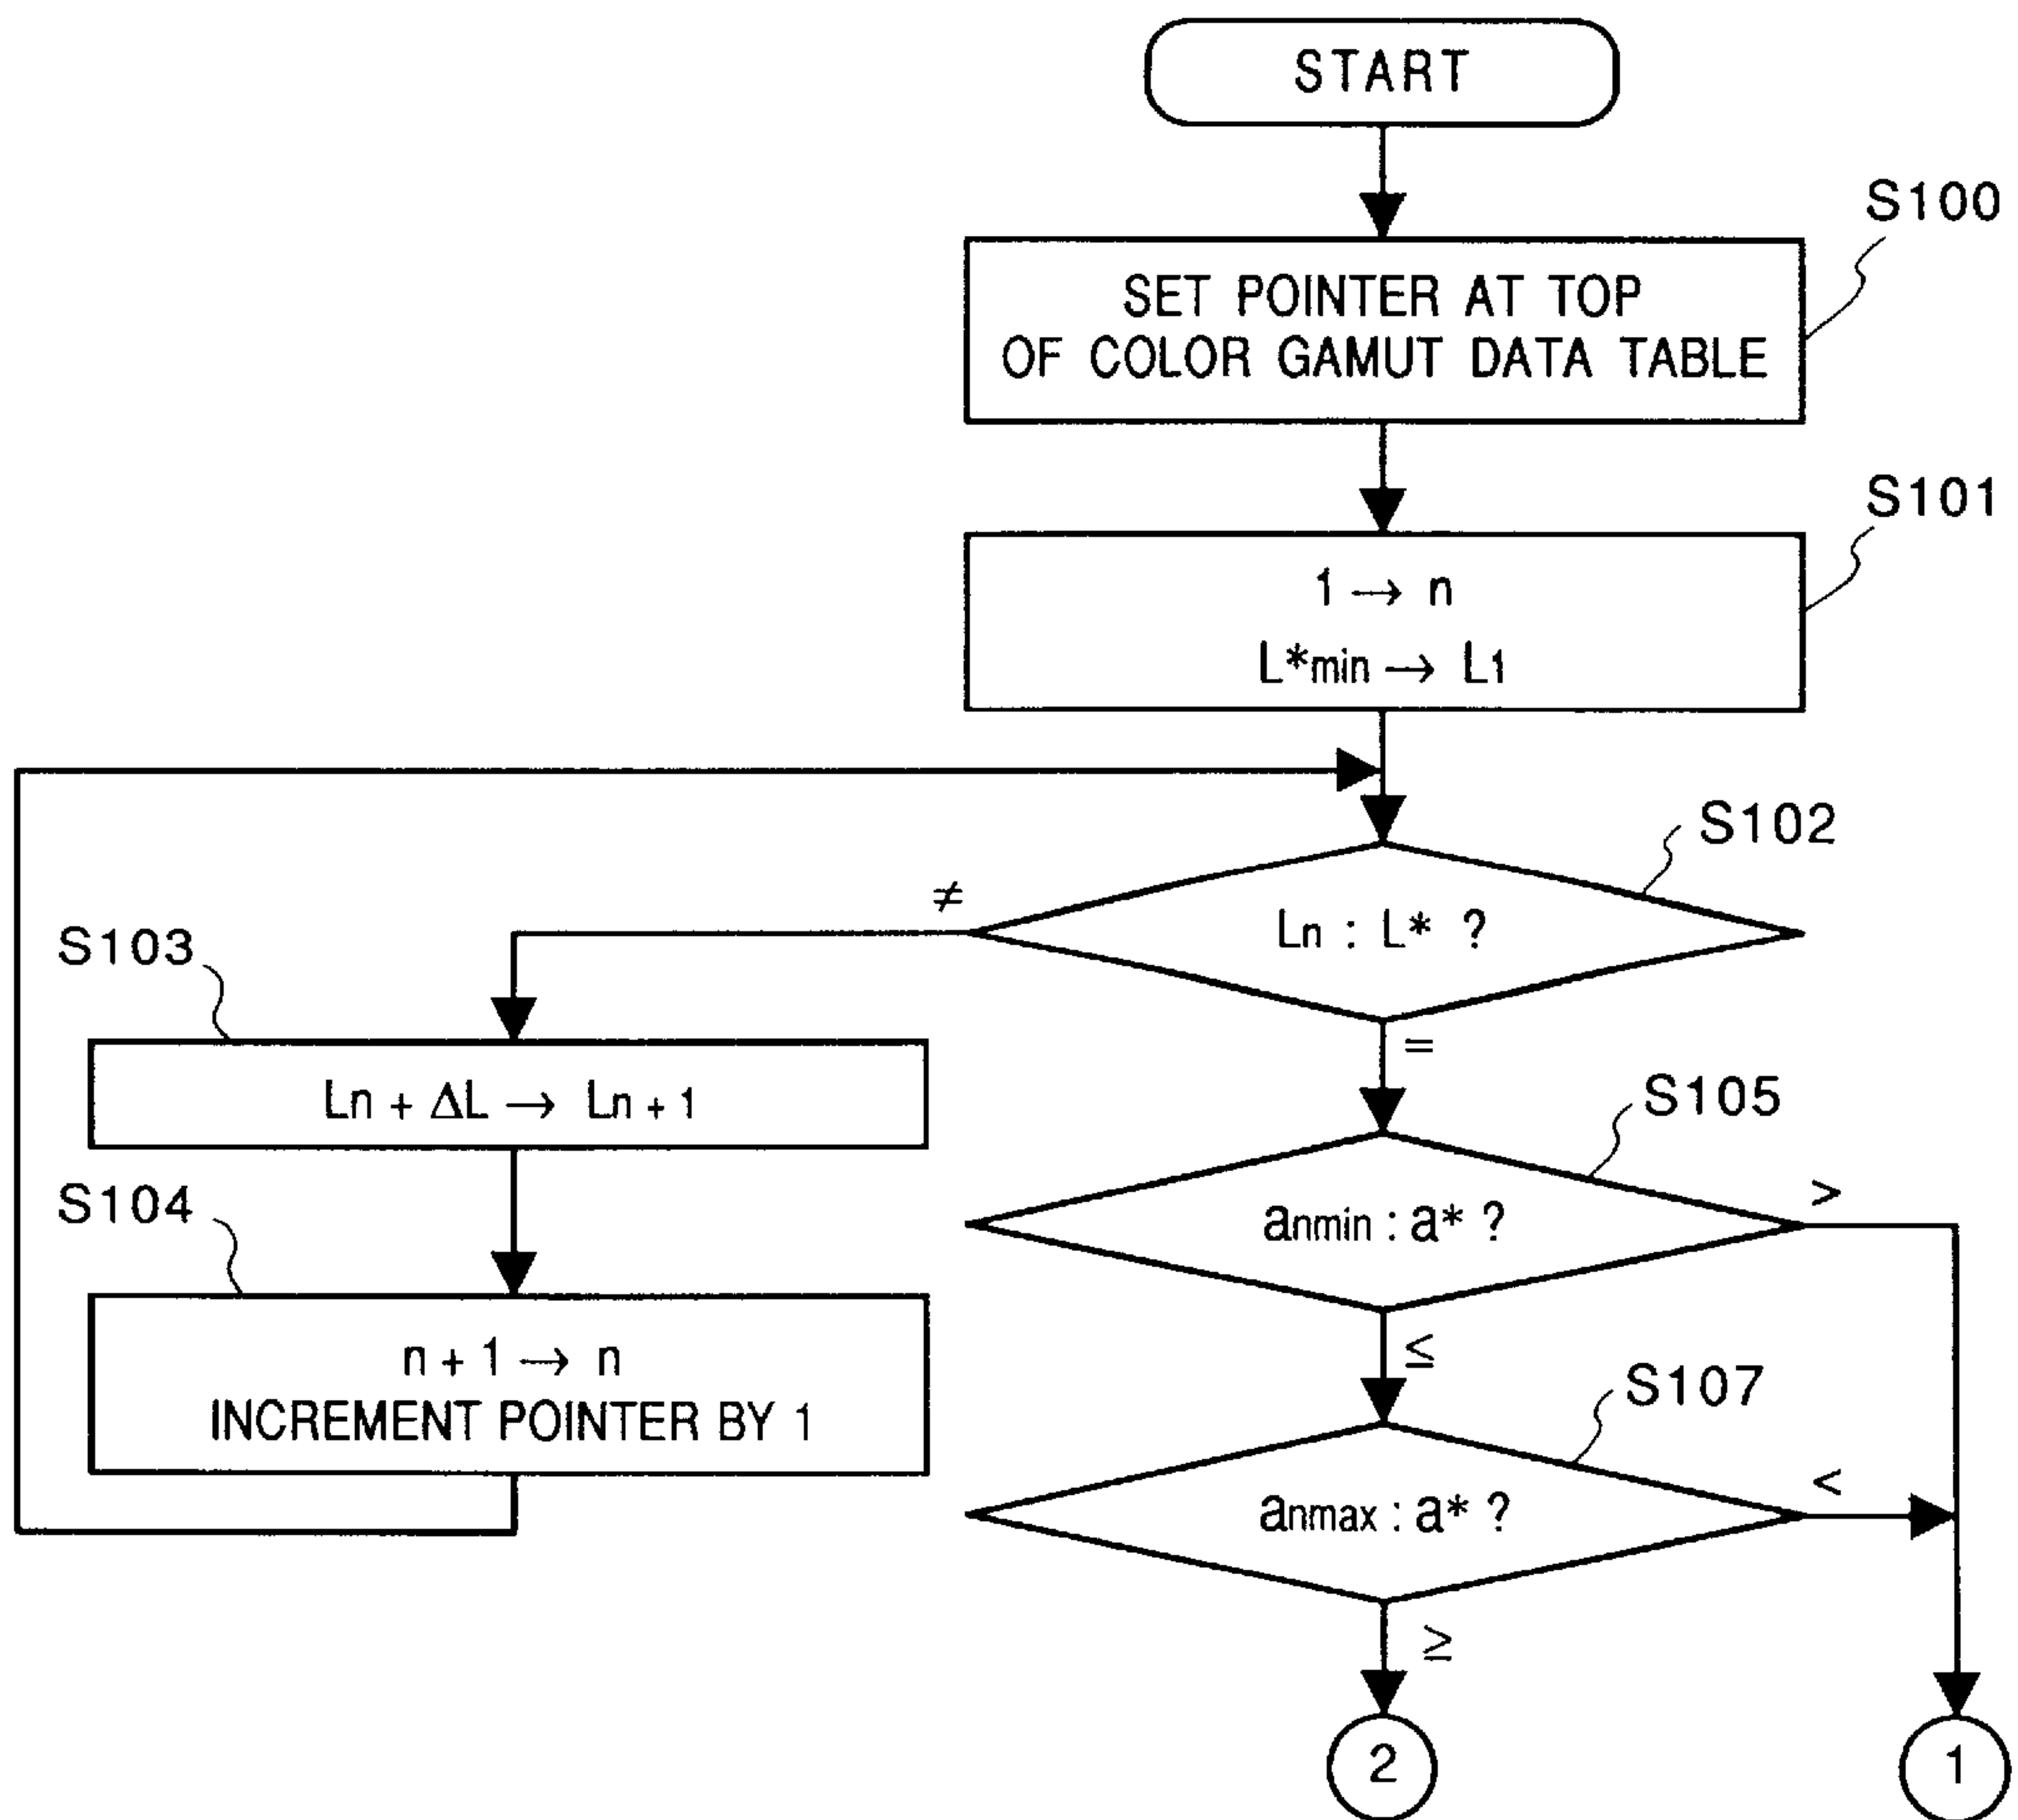 START
S100
SET POINTER AT TOP
OF COLOR GAMUT DATA TABLE
S101
1 → n
L*min → L1
S102
≠
Ln : L* ?
S103
=
Ln + ΔL → Ln + 1
S105
>
anmin : a* ?
S104
n + 1 → n
INCREMENT POINTER BY 1
≤
S107
<
anmax : a* ?
≥
2
1